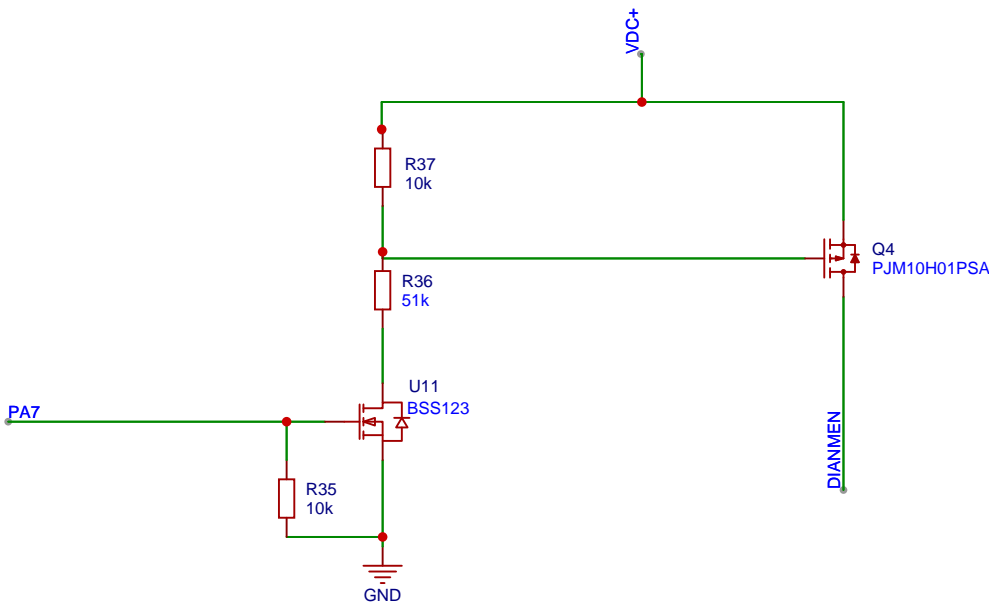 VDC+
R37
10k
R36
51k
Q4
PJM10H01PSA
U11
BSS123
PA7
R35
10k
DIANMEN
GND